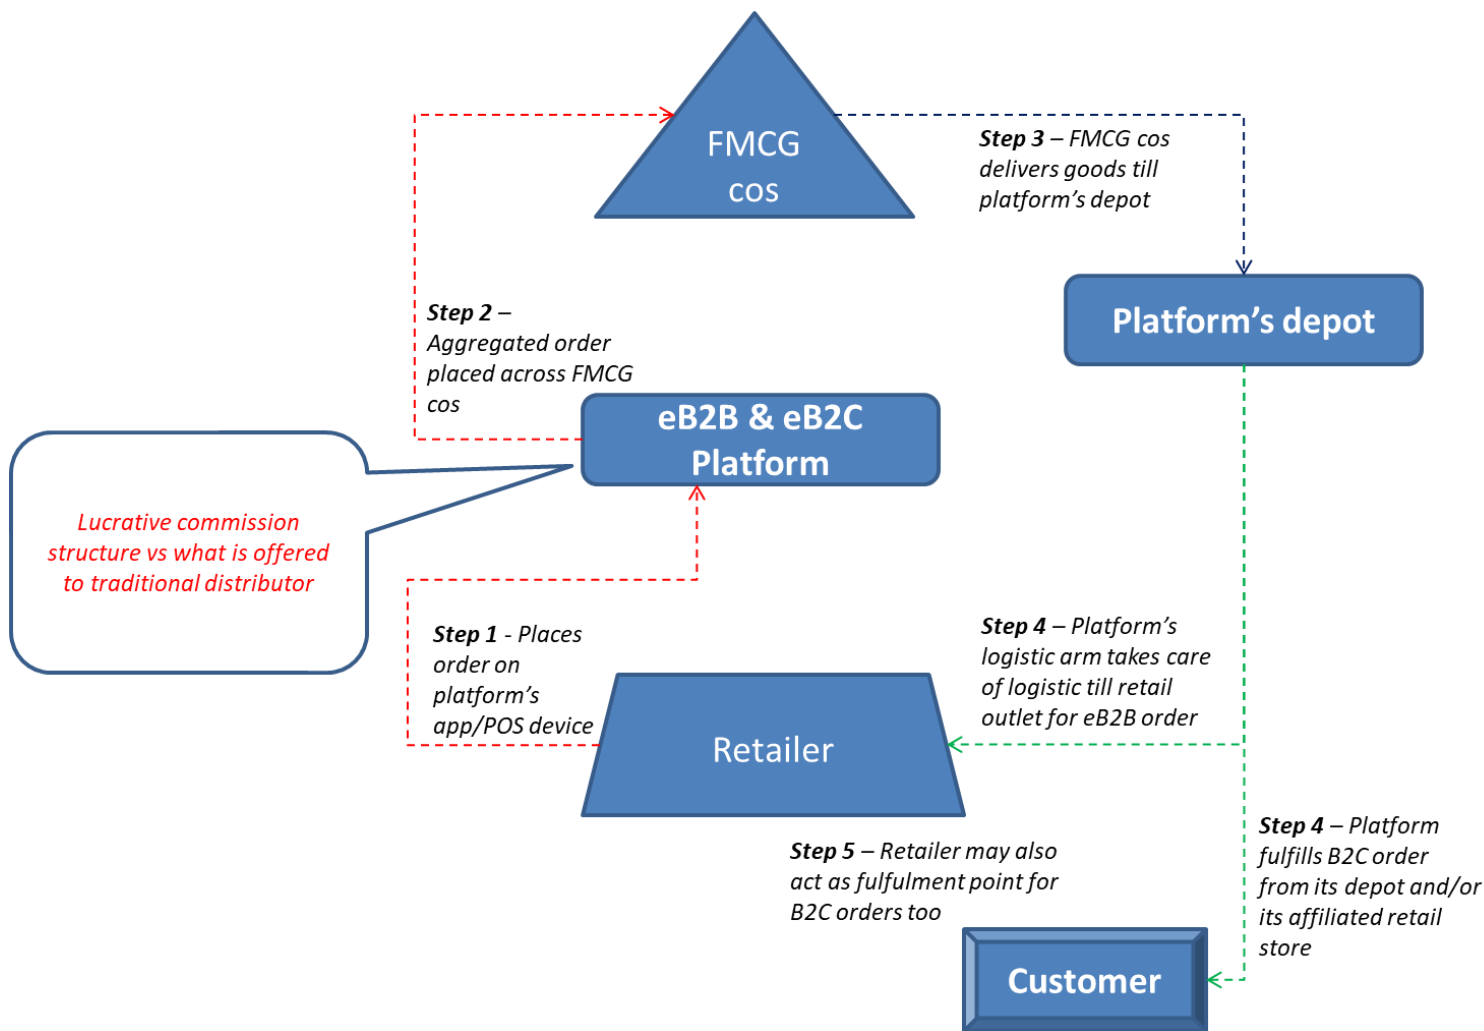 FMCG
cos
Step 3 – FMCG cos
delivers goods till
platform's depot
Platform's depot
Step 2 –
Aggregated order
placed across FMCG
cos
eB2B & eB2C
Platform
Lucrative commission
structure vs what is offered
to traditional distributor
Step 1 - Places
order on
platform's
app/POS device
Retailer
Step 4 – Platform's
logistic arm takes care
of logistic till retail
outlet for eB2B order
Step 5 – Retailer may also
act as fulfulment point for
B2C orders too
Step 4 – Platform
fulfills B2C order
from its depot and/or
its affiliated retail
store
Customer